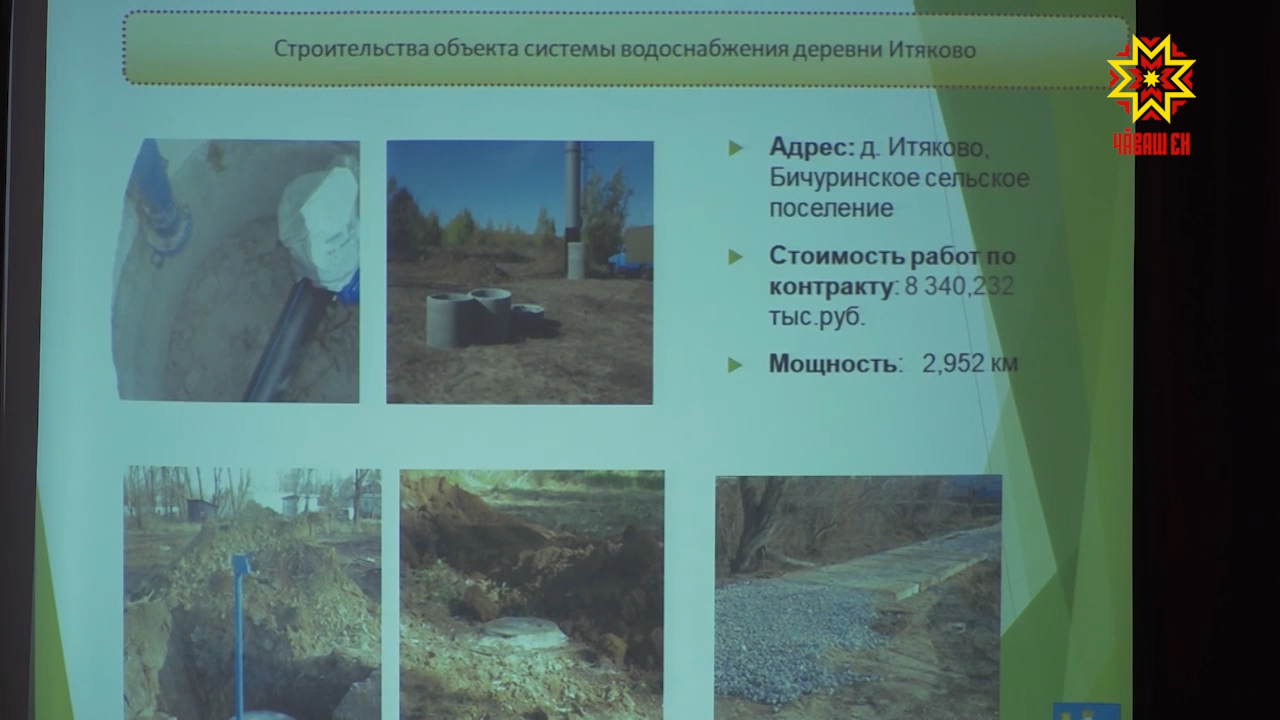 Строительства объекта системы водоснабжения деревни Итяково
ЧӐВАШ ЕН
Адрес: д. Итяково,
Бичуринское сельское
поселение
Стоимость работ по
контракту: 8 340,232
тыс.руб.
Мощность: 2,952 км